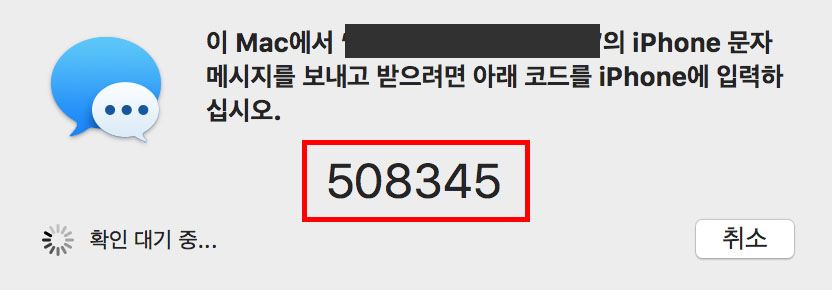 이 Mac에서 ‘ ’의 iPhone 문자
메시지를 보내고 받으려면 아래 코드를 iPhone에 입력하
십시오.
508345
확인 대기 중...
취소